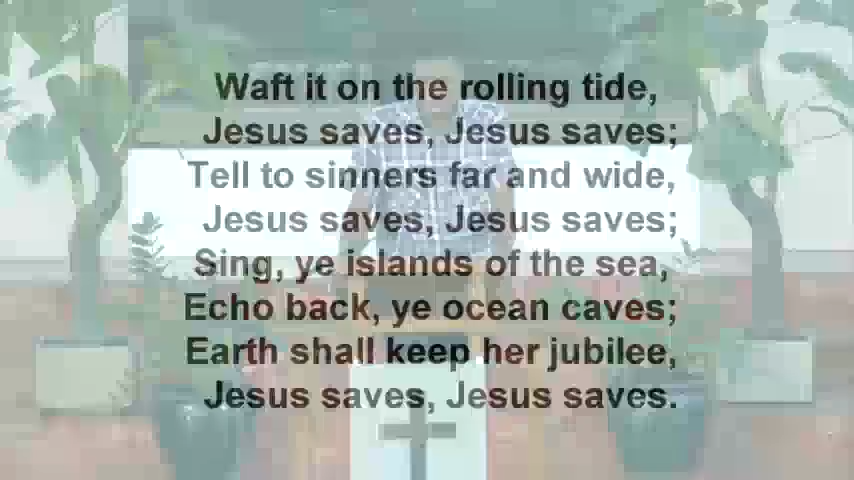 Waft it on the rolling tide,
Jesus saves, Jesus saves;
Tell to sinners far and wide,
Jesus saves, Jesus saves;
Sing, ye islands of the sea,
Echo back, ye ocean caves;
Earth shall keep her jubilee,
Jesus saves, Jesus saves.